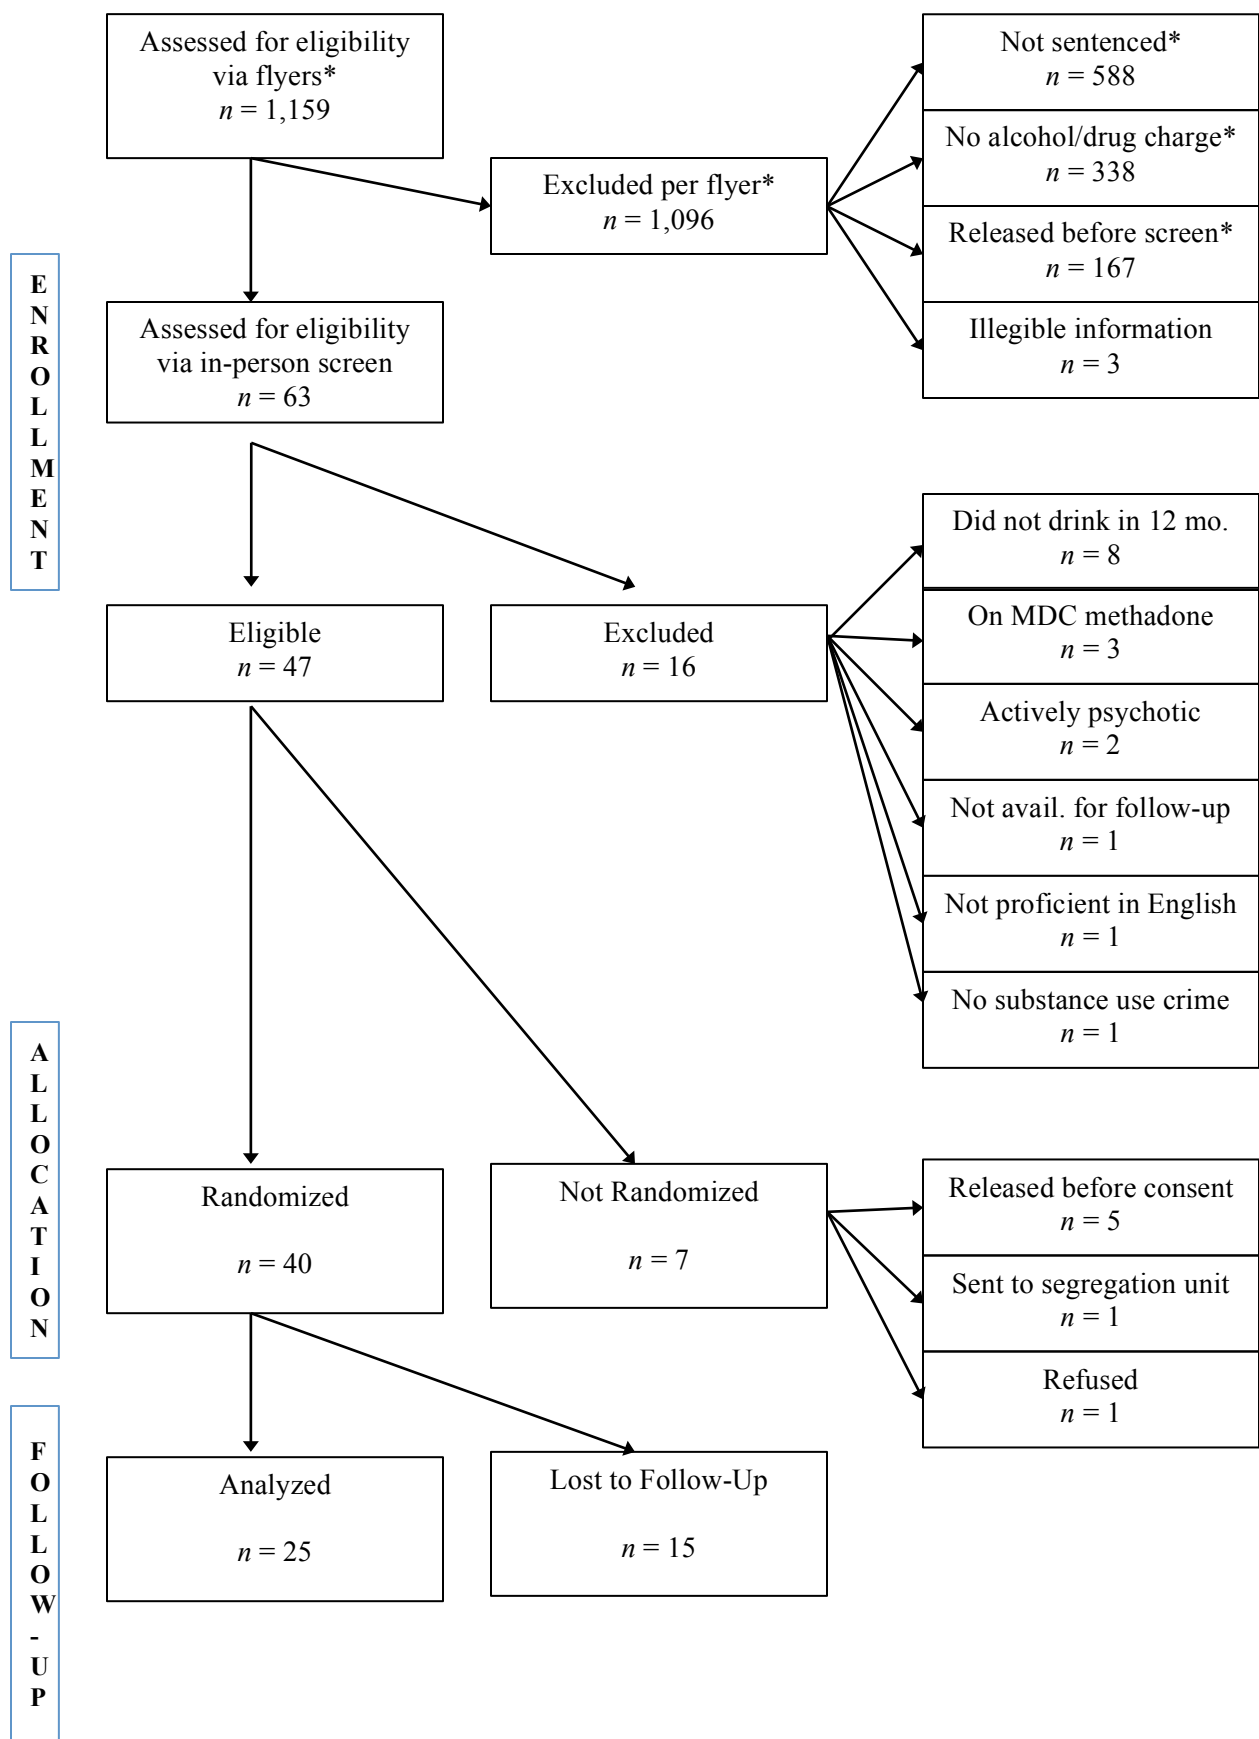 Assessed for eligibility
via flyers*
n = 1,159
Excluded per flyer*
n = 1,096
Not sentenced*
n = 588
No alcohol/drug charge*
n = 338
Released before screen*
n = 167
Illegible information
n = 3
E
N
R
O
L
L
M
E
N
T
Assessed for eligibility
via in-person screen
n = 63
Eligible
n = 47
Excluded
n = 16
Did not drink in 12 mo.
n = 8
On MDC methadone
n = 3
Actively psychotic
n = 2
Not avail. for follow-up
n = 1
Not proficient in English
n = 1
No substance use crime
n = 1
A
L
L
O
C
A
T
I
O
N
Randomized
n = 40
Not Randomized
n = 7
Released before consent
n = 5
Sent to segregation unit
n = 1
Refused
n = 1
F
O
L
L
O
W
-
U
P
Analyzed
n = 25
Lost to Follow-Up
n = 15